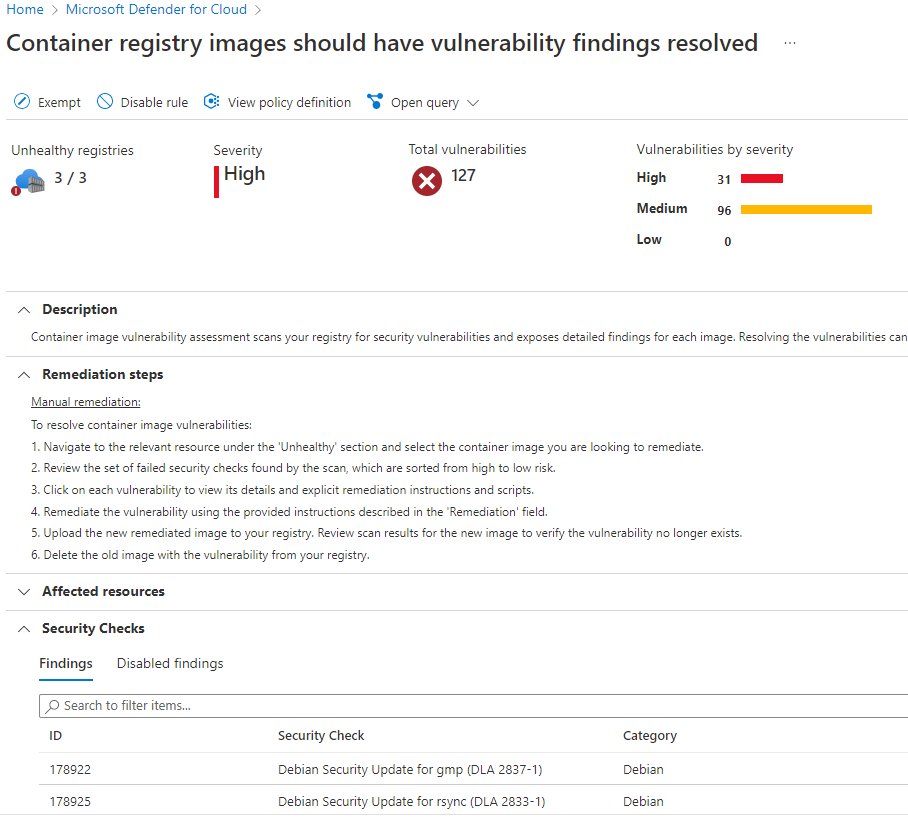 Home > Microsoft Defender for Cloud >
Container registry images should have vulnerability findings resolved ...
Exempt Disable rule View policy definition Open query
Unhealthy registries Severity Total vulnerabilities Vulnerabilities by severity
3 / 3 High 127
High 31
Medium 96
Low 0
Description
Container image vulnerability assessment scans your registry for security vulnerabilities and exposes detailed findings for each image. Resolving the vulnerabilities can
Remediation steps
Manual remediation:
To resolve container image vulnerabilities:
1. Navigate to the relevant resource under the 'Unhealthy' section and select the container image you are looking to remediate.
2. Review the set of failed security checks found by the scan, which are sorted from high to low risk.
3. Click on each vulnerability to view its details and explicit remediation instructions and scripts.
4. Remediate the vulnerability using the provided instructions described in the 'Remediation' field.
5. Upload the new remediated image to your registry. Review scan results for the new image to verify the vulnerability no longer exists.
6. Delete the old image with the vulnerability from your registry.
Affected resources
Security Checks
Findings Disabled findings
Search to filter items...
ID Security Check Category
178922 Debian Security Update for gmp (DLA 2837-1) Debian
178925 Debian Security Update for rsync (DLA 2833-1) Debian